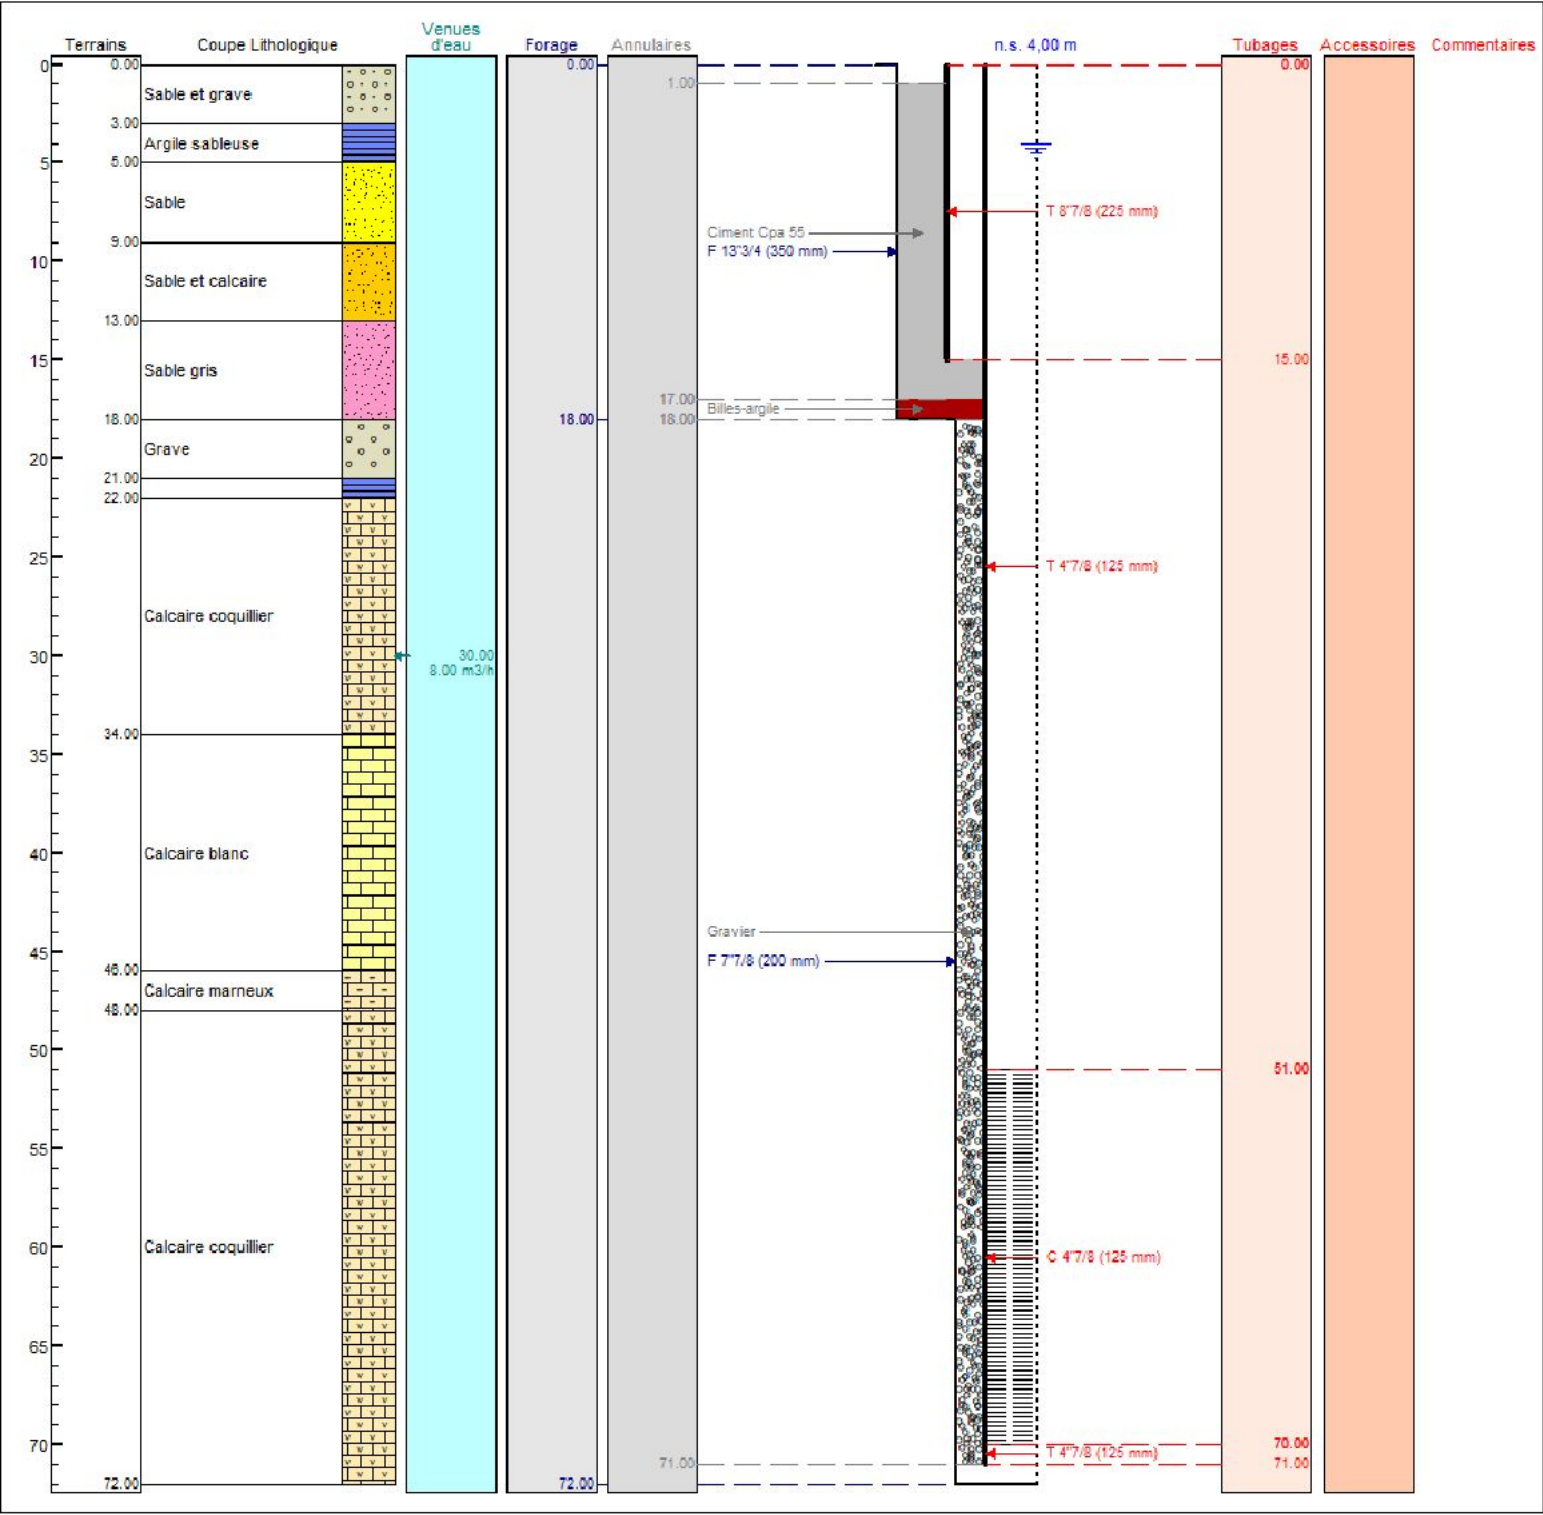 Terrains
Coupe Lithologique
Venues
d'eau
Forage
Annulaires
n.s. 4,00 m
Tubages
Accessoires
Commentaires
0
0.00
0.00
0.00
1.00
Sable et grave
3.00
Argile sableuse
5
5.00
Sable
T 8"7/8 (225 mm)
Ciment Cpa 55
9.00
F 13"3/4 (350 mm)
10
Sable et calcaire
13.00
15
15.00
Sable gris
17.00
Billes-argile
18.00
18.00
18.00
Grave
20
21.00
22.00
25
T 4"7/8 (125 mm)
Calcaire coquillier
30
30.00
8.00 m3/h
34.00
35
40
Calcaire blanc
Gravier
45
F 7"7/8 (200 mm)
46.00
Calcaire marneux
48.00
50
51.00
55
60
Calcaire coquillier
C 4"7/8 (125 mm)
65
70
70.00
T 4"7/8 (125 mm)
71.00
71.00
72.00
72.00